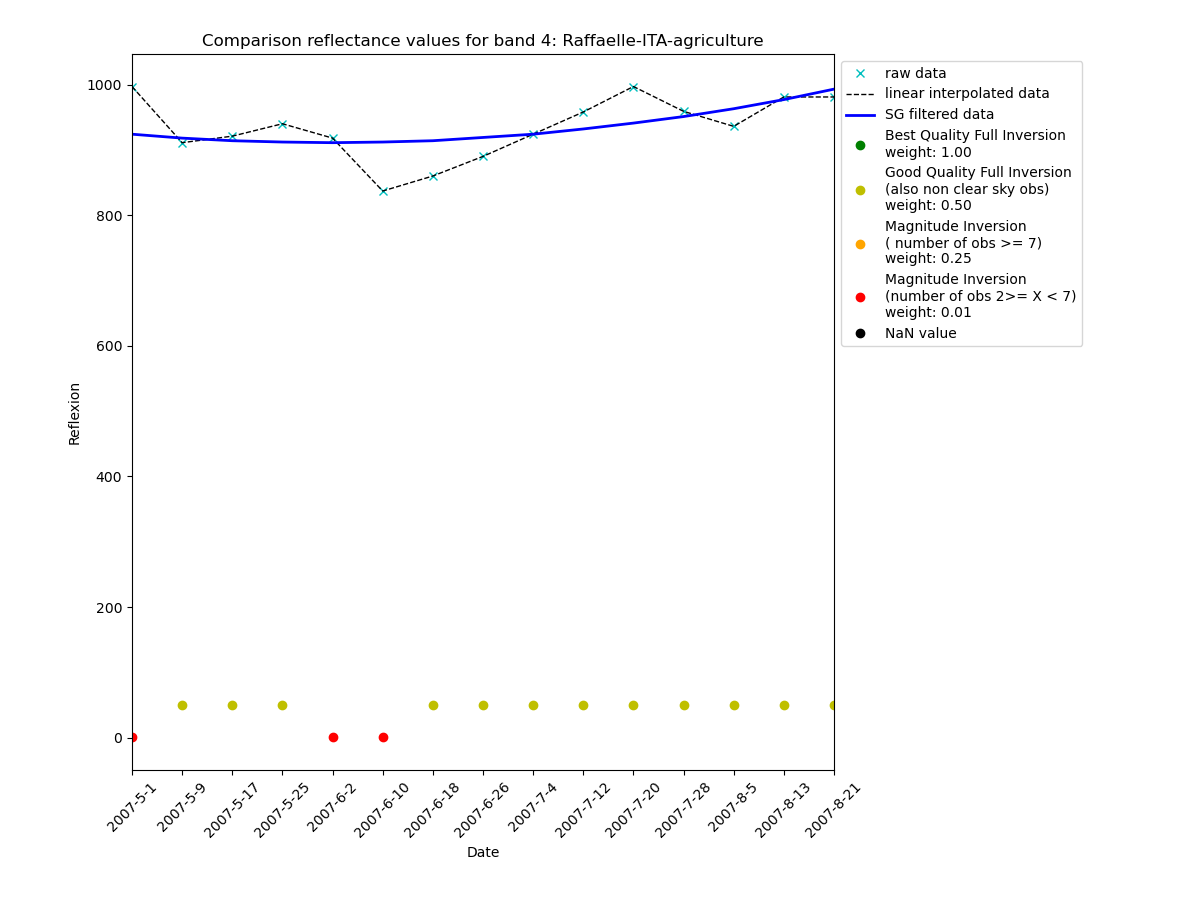 Comparison reflectance values for band 4: Raffaelle-ITA-agriculture
1000
800
600
400
200
0
Reflexion
2007-5-1
2007-5-9
2007-5-17
2007-5-25
2007-6-2
2007-6-10
2007-6-18
2007-6-26
2007-7-4
2007-7-12
2007-7-20
2007-7-28
2007-8-5
2007-8-13
2007-8-21
Date
raw data
linear interpolated data
SG filtered data
Best Quality Full Inversion
weight: 1.00
Good Quality Full Inversion
(also non clear sky obs)
weight: 0.50
Magnitude Inversion
( number of obs >= 7)
weight: 0.25
Magnitude Inversion
(number of obs 2>= X < 7)
weight: 0.01
NaN value